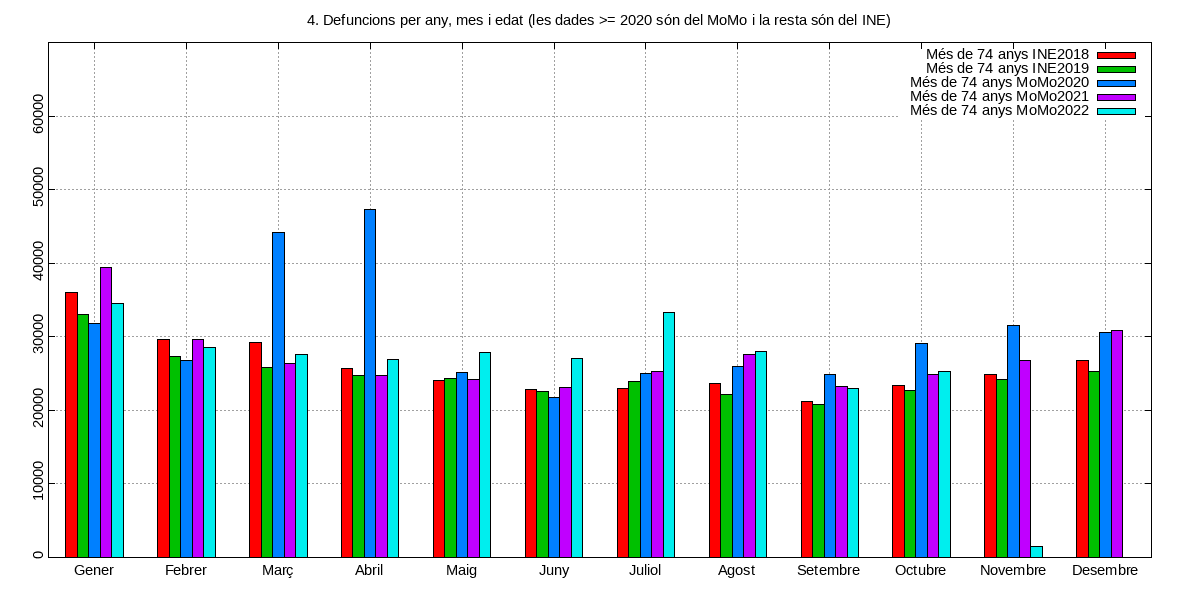 4. Defuncions per any, mes i edat (les dades >= 2020 són del MoMo i la resta són del INE)
Més de 74 anys INE2018
Més de 74 anys INE2019
Més de 74 anys MoMo2020
Més de 74 anys MoMo2021
Més de 74 anys MoMo2022
60000
50000
40000
30000
20000
10000
0
Gener Febrer Març Abril Maig Juny Juliol Agost Setembre Octubre Novembre Desembre